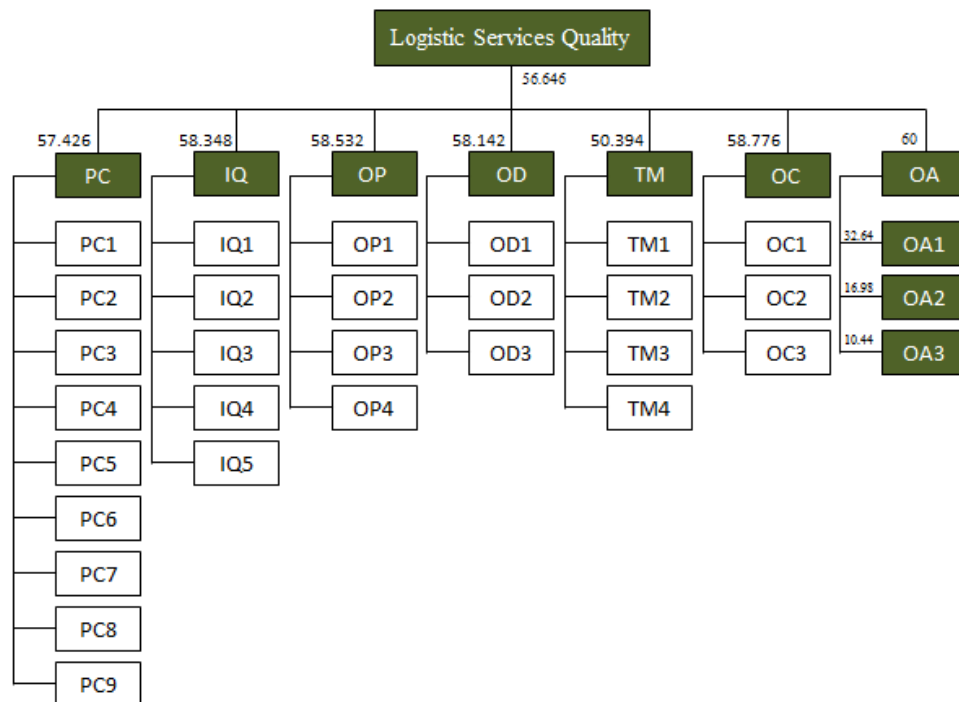 Logistic Services Quality
56.646
57.426 58.348 58.532 58.142 50.394 58.776 60
PC IQ OP OD TM OC OA
PC1 IQ1 OP1 OD1 TM1 OC1 32.64 OA1
PC2 IQ2 OP2 OD2 TM2 OC2 16.98 OA2
PC3 IQ3 OP3 OD3 TM3 OC3 10.44 OA3
PC4 IQ4 OP4 TM4
PC5 IQ5
PC6
PC7
PC8
PC9